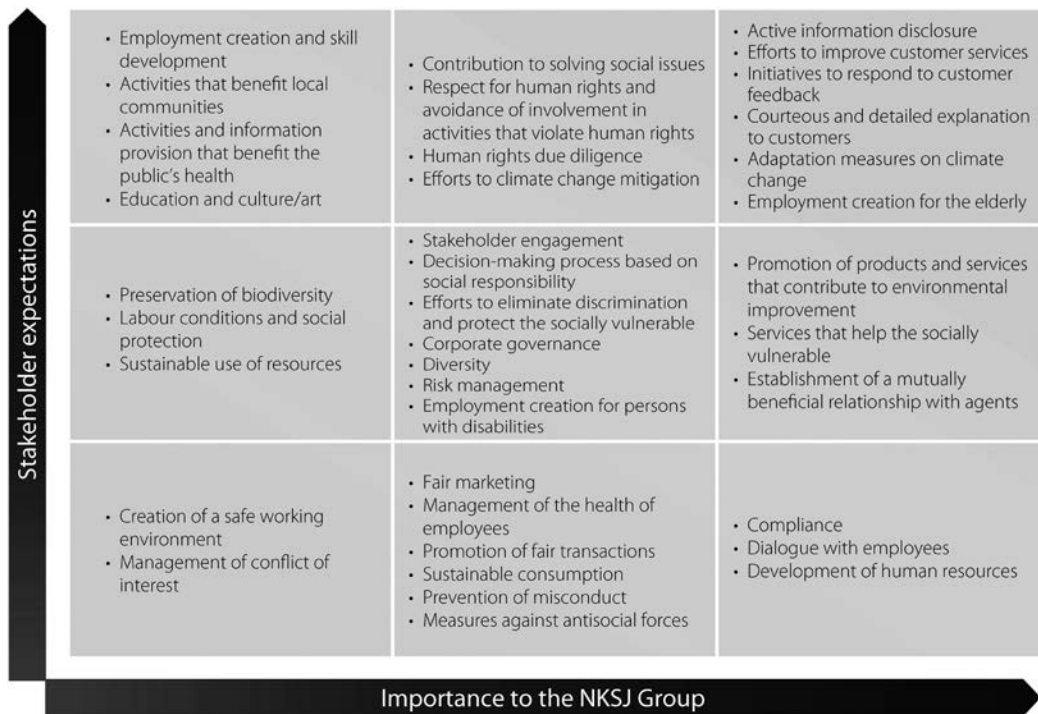 Stakeholder expectations
• Employment creation and skill
development
• Activities that benefit local
communities
• Activities and information
provision that benefit the
public's health
• Education and culture/art
• Contribution to solving social issues
• Respect for human rights and
avoidance of involvement in
activities that violate human rights
• Human rights due diligence
• Efforts to climate change mitigation
• Active information disclosure
• Efforts to improve customer services
• Initiatives to respond to customer
feedback
• Courteous and detailed explanation
to customers
• Adaptation measures on climate
change
• Employment creation for the elderly
• Preservation of biodiversity
• Labour conditions and social
protection
• Sustainable use of resources
• Stakeholder engagement
• Decision-making process based on
social responsibility
• Efforts to eliminate discrimination
and protect the socially vulnerable
• Corporate governance
• Diversity
• Risk management
• Employment creation for persons
with disabilities
• Promotion of products and services
that contribute to environmental
improvement
• Services that help the socially
vulnerable
• Establishment of a mutually
beneficial relationship with agents
• Creation of a safe working
environment
• Management of conflict of
interest
• Fair marketing
• Management of the health of
employees
• Promotion of fair transactions
• Sustainable consumption
• Prevention of misconduct
• Measures against antisocial forces
• Compliance
• Dialogue with employees
• Development of human resources
Importance to the NKSJ Group